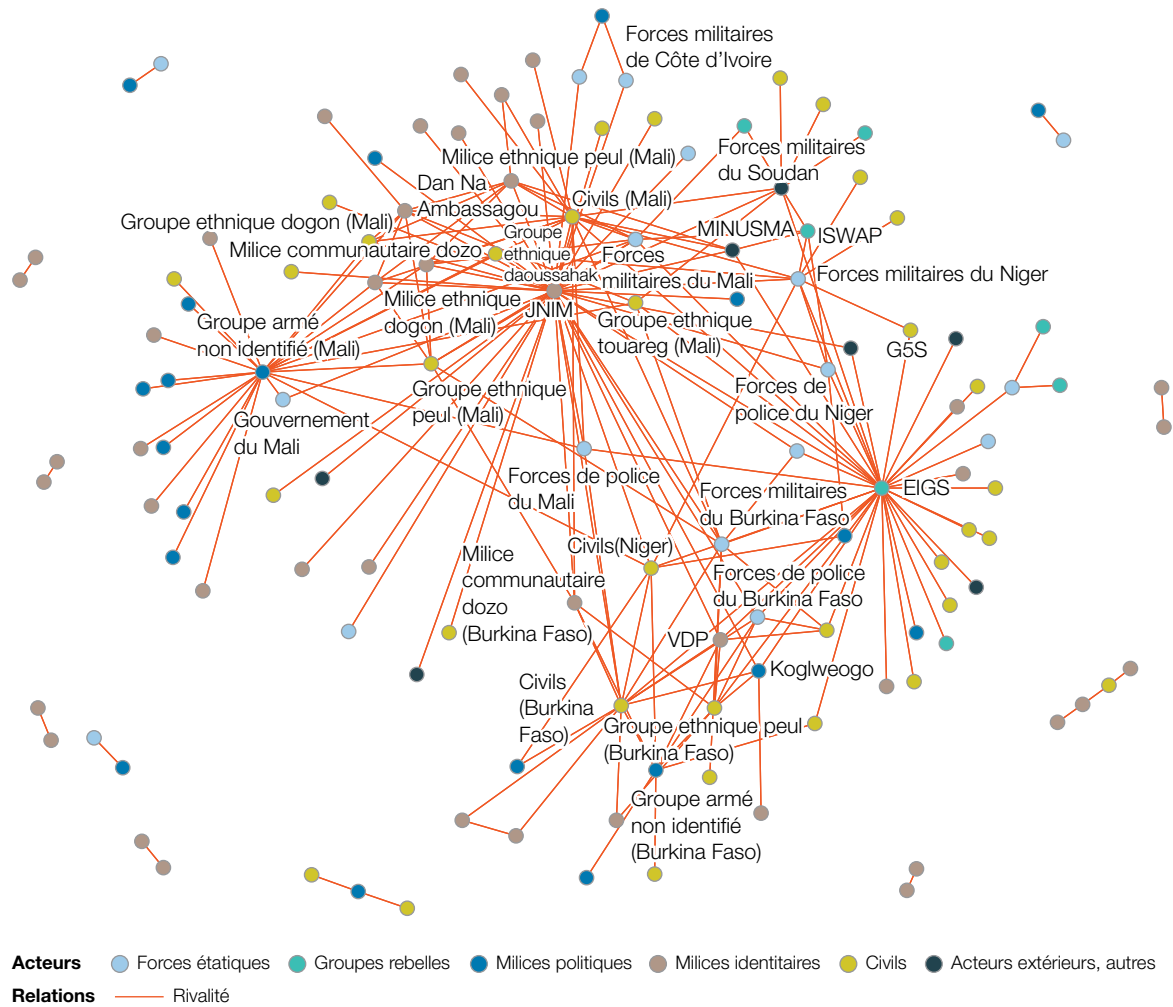 Forces militaires
de Côte d'Ivoire
Milice ethnique peul (Mali)
Forces militaires
du Soudan
Dan Na
Ambassagou
Civils (Mali)
Groupe ethnique dogon (Mali)
Milice communautaire dozo
Groupe
ethnique
daoussahak
MINUSMA
ISWAP
Forces
militaires du Mali
Forces militaires du Niger
Milice ethnique
dogon (Mali)
JNIM
Groupe ethnique
touareg (Mali)
Groupe armé
non identifié (Mali)
G5S
Groupe ethnique
peul (Mali)
Forces de
police du Niger
Gouvernement
du Mali
Forces de police
du Mali
Forces militaires
du Burkina Faso
EIGS
Civils(Niger)
Milice
communautaire
dozo
(Burkina Faso)
Forces de police
du Burkina Faso
VDP
Koglweogo
Civils
(Burkina
Faso)
Groupe ethnique peul
(Burkina Faso)
Groupe armé
non identifié
(Burkina Faso)
Acteurs Forces étatiques Groupes rebelles Milices politiques Milices identitaires Civils Acteurs extérieurs, autres
Relations Rivalité